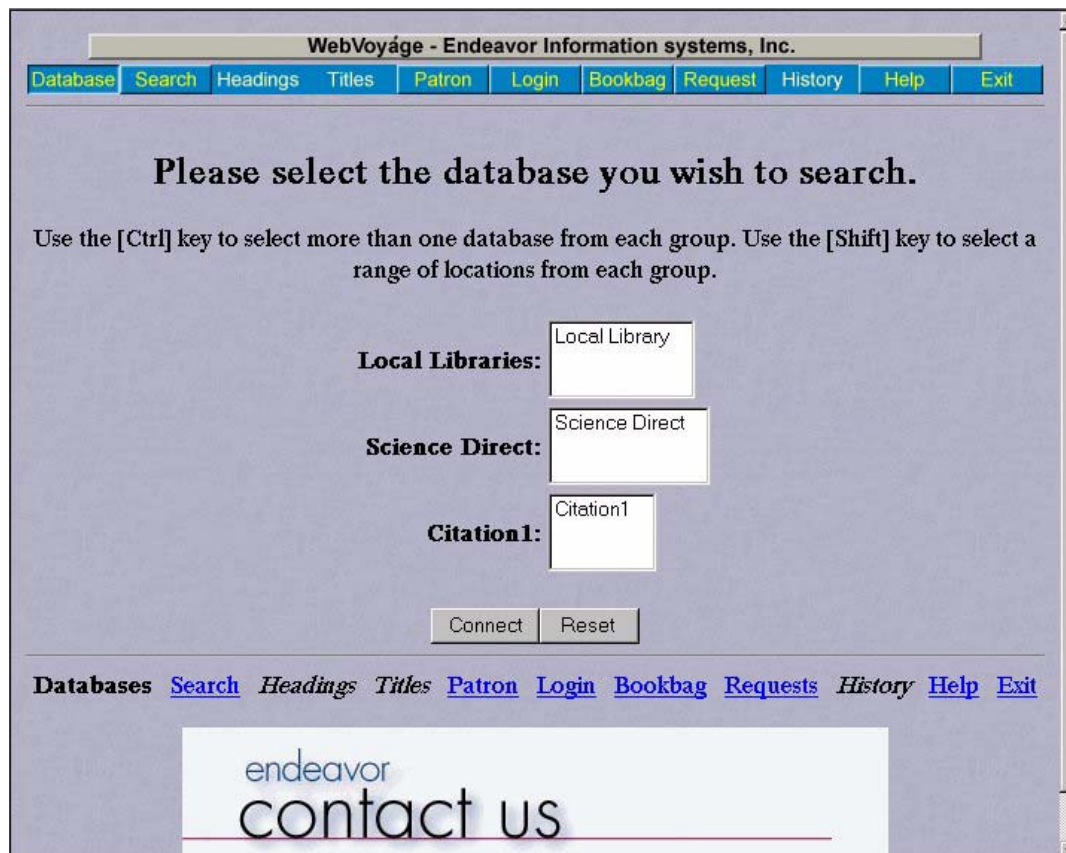 WebVoyáge - Endeavor Information systems, Inc.
Database Search Headings Titles Patron Login Bookbag Request History Help Exit
Please select the database you wish to search.
Use the [Ctrl] key to select more than one database from each group. Use the [Shift] key to select a
range of locations from each group.
Local Libraries: Local Library
Science Direct: Science Direct
Citation1: Citation1
Connect Reset
Databases Search Headings Titles Patron Login Bookbag Requests History Help Exit
endeavor
contact us